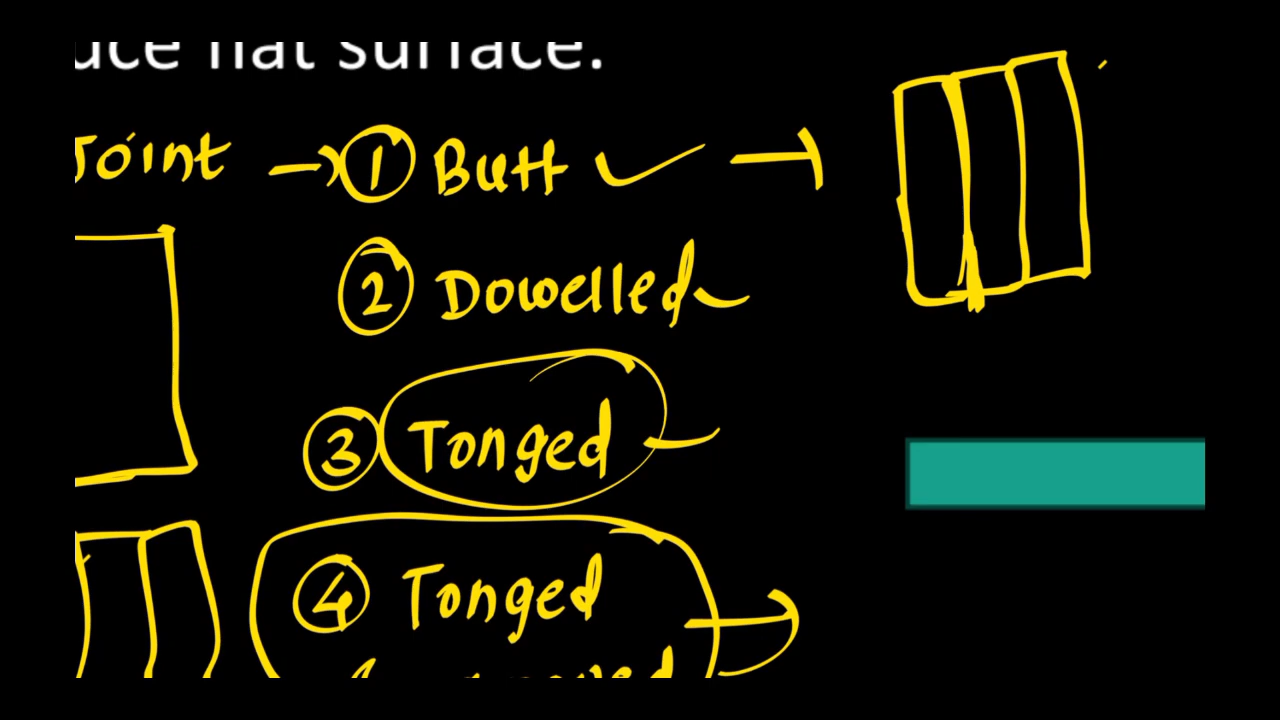 uce flat surface.
Joint → ① Butt
② Dowelled
③ Tonged
④ Tonged